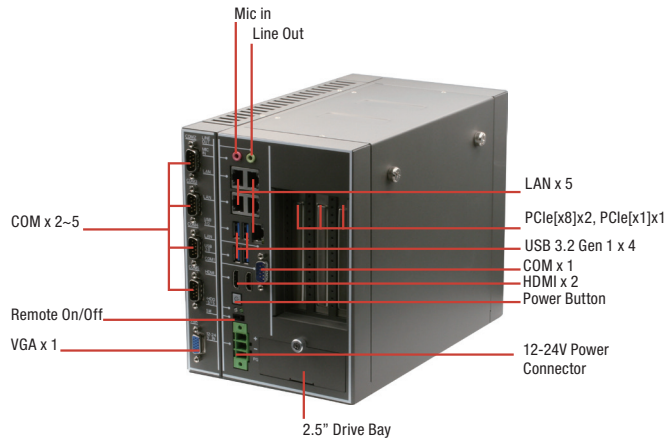 Mic in
Line Out
LAN x 5
PCIe[x8]x2, PCIe[x1]x1
COM x 2~5
USB 3.2 Gen 1 x 4
COM x 1
HDMI x 2
Power Button
Remote On/Off
VGA x 1
12-24V Power
Connector
2.5” Drive Bay